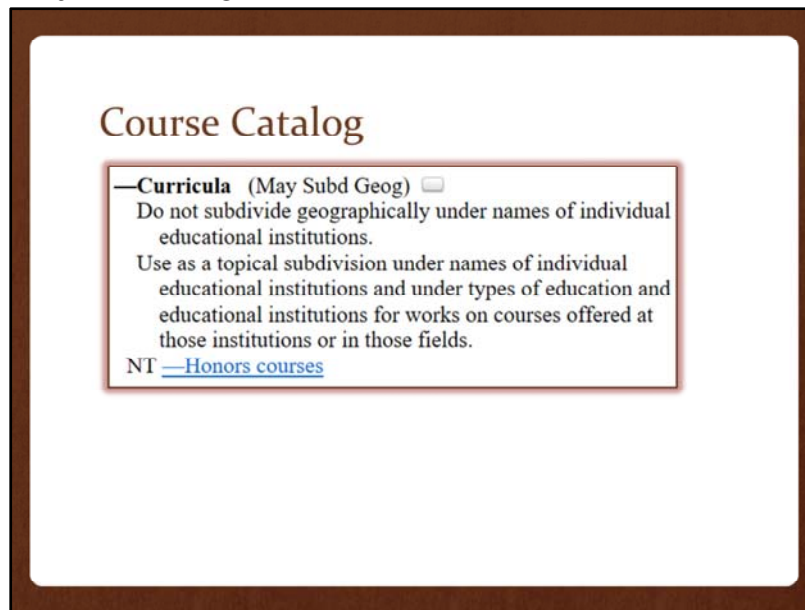 Course Catalog
—Curricula (May Subd Geog)
Do not subdivide geographically under names of individual
educational institutions.
Use as a topical subdivision under names of individual
educational institutions and under types of education and
educational institutions for works on courses offered at
those institutions or in those fields.
NT —Honors courses